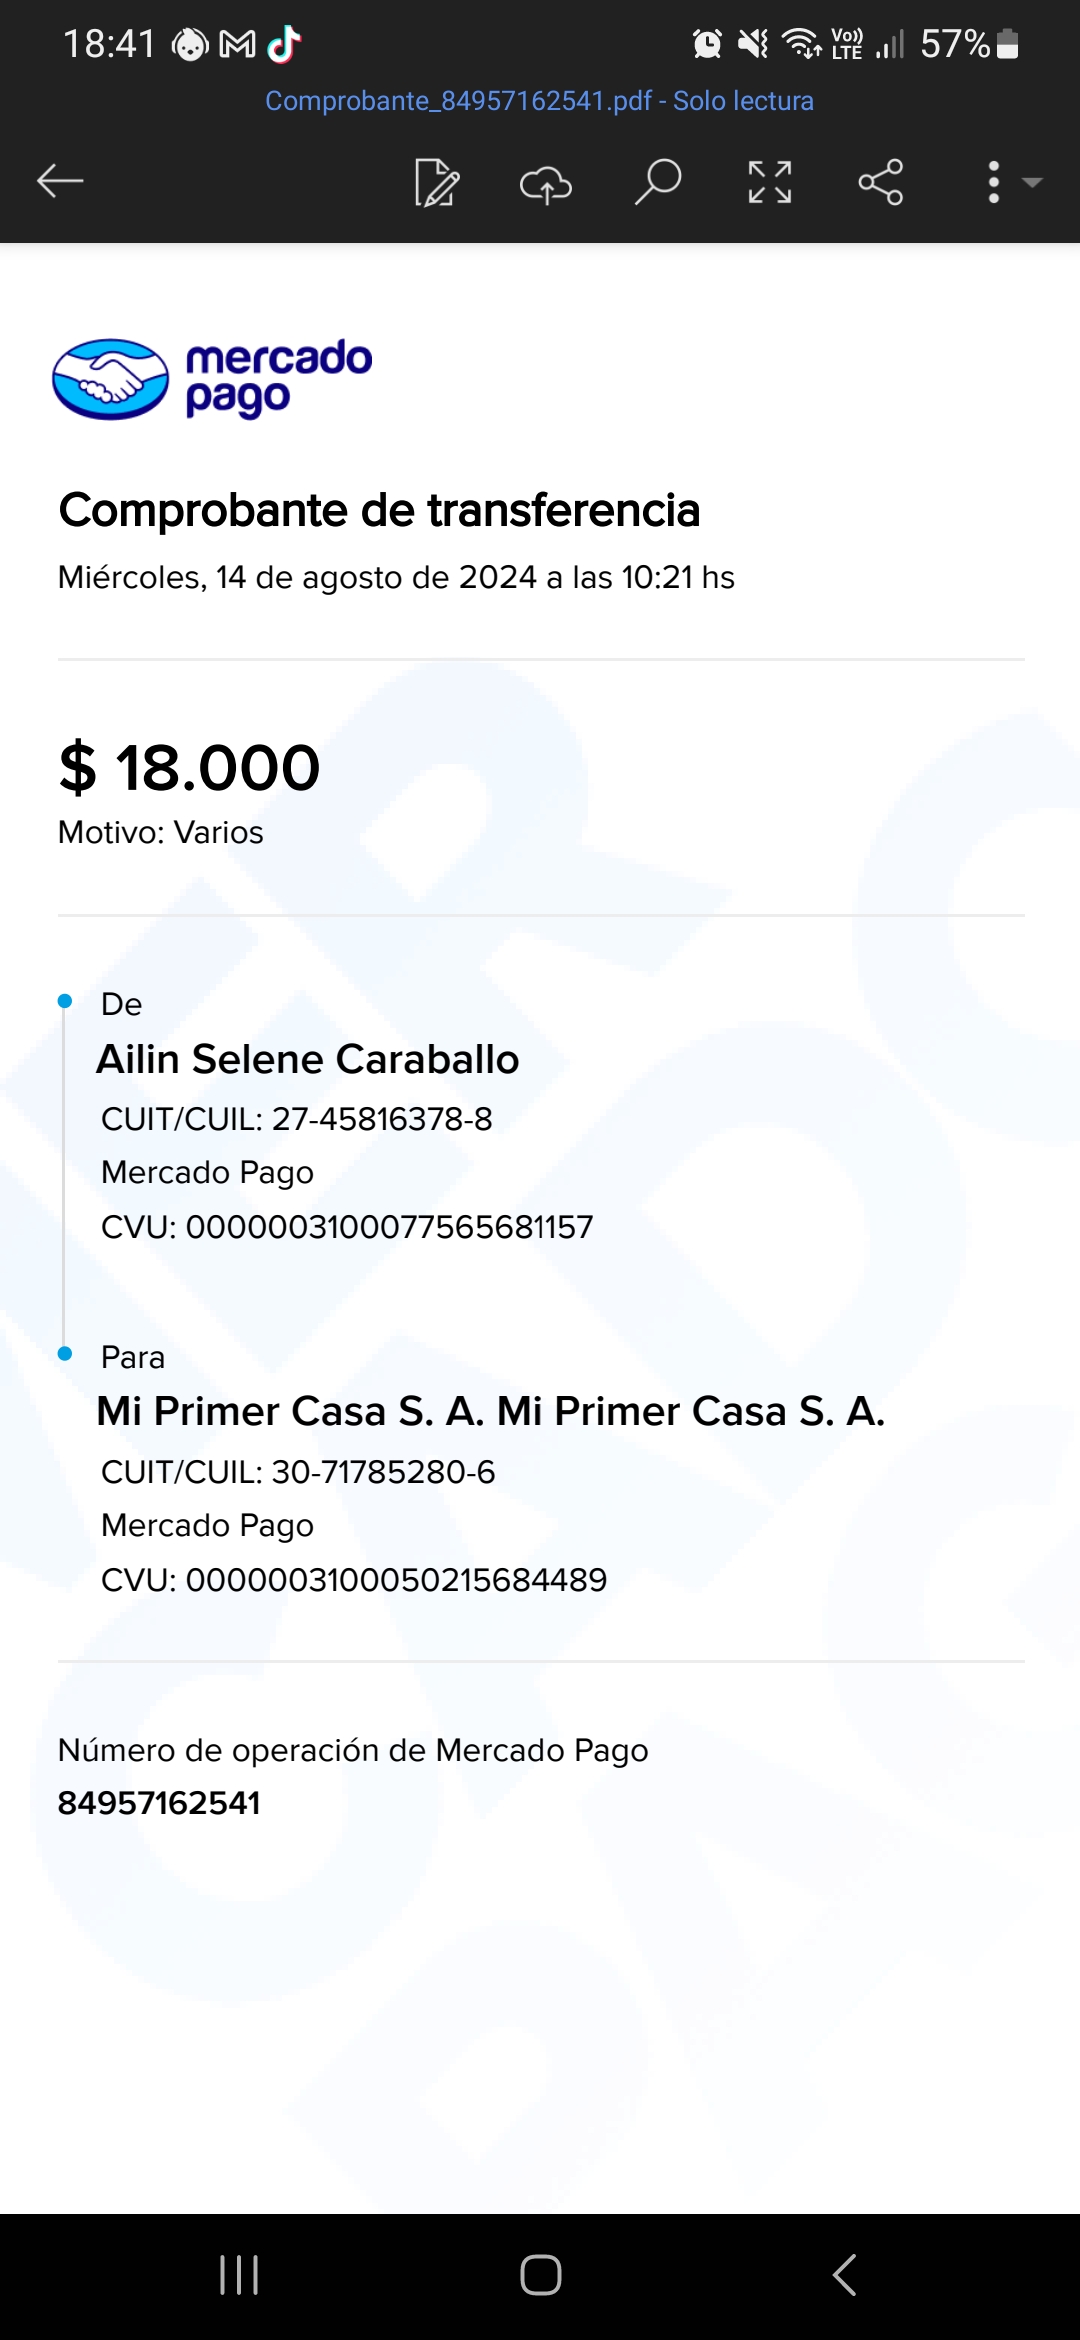 18:41
Vo)) LTE 57%
Comprobante_84957162541.pdf - Solo lectura
mercado
pago
Comprobante de transferencia
Miércoles, 14 de agosto de 2024 a las 10:21 hs
$ 18.000
Motivo: Varios
De
Ailin Selene Caraballo
CUIT/CUIL: 27-45816378-8
Mercado Pago
CVU: 0000003100077565681157
Para
Mi Primer Casa S. A. Mi Primer Casa S. A.
CUIT/CUIL: 30-71785280-6
Mercado Pago
CVU: 0000003100050215684489
Número de operación de Mercado Pago
84957162541